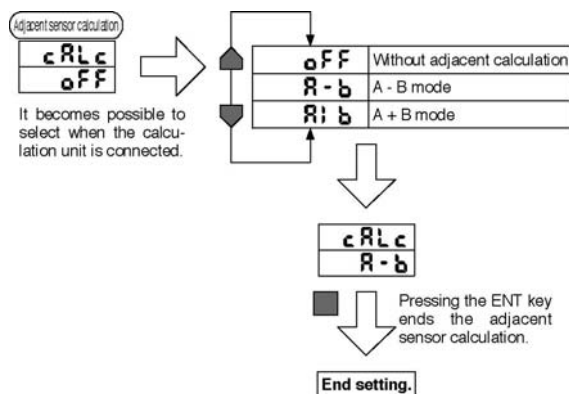 Adjacent sensor calculation
cALc
oFF
It becomes possible to
select when the calcu-
lation unit is connected.
oFF Without adjacent calculation
A-b A - B mode
A1b A + B mode
cALc
A-b
Pressing the ENT key
ends the adjacent
sensor calculation.
End setting.